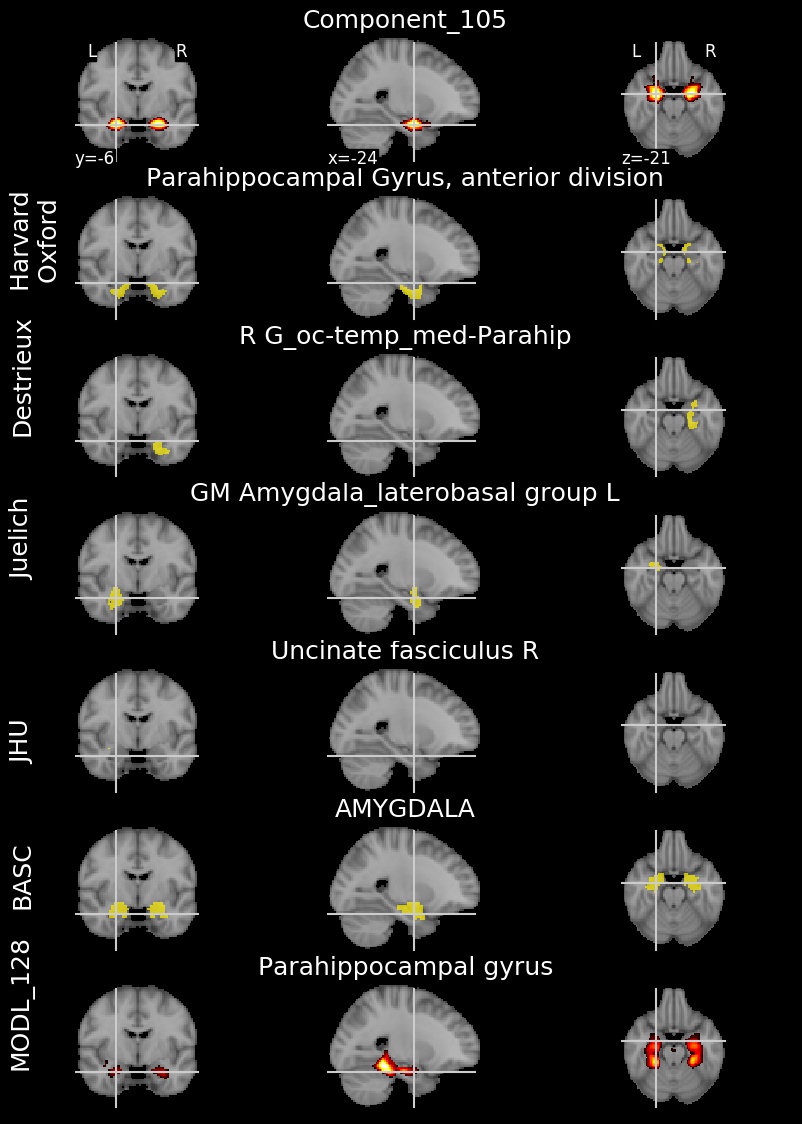 Component_105
L R L R
y=-6 x=-24 z=-21
Parahippocampal Gyrus, anterior division
Harvard
Oxford
R G_oc-temp_med-Parahip
Destrieux
GM Amygdala_laterobasal group L
Juelich
Uncinate fasciculus R
JHU
AMYGDALA
BASC
Parahippocampal gyrus
MODL_128